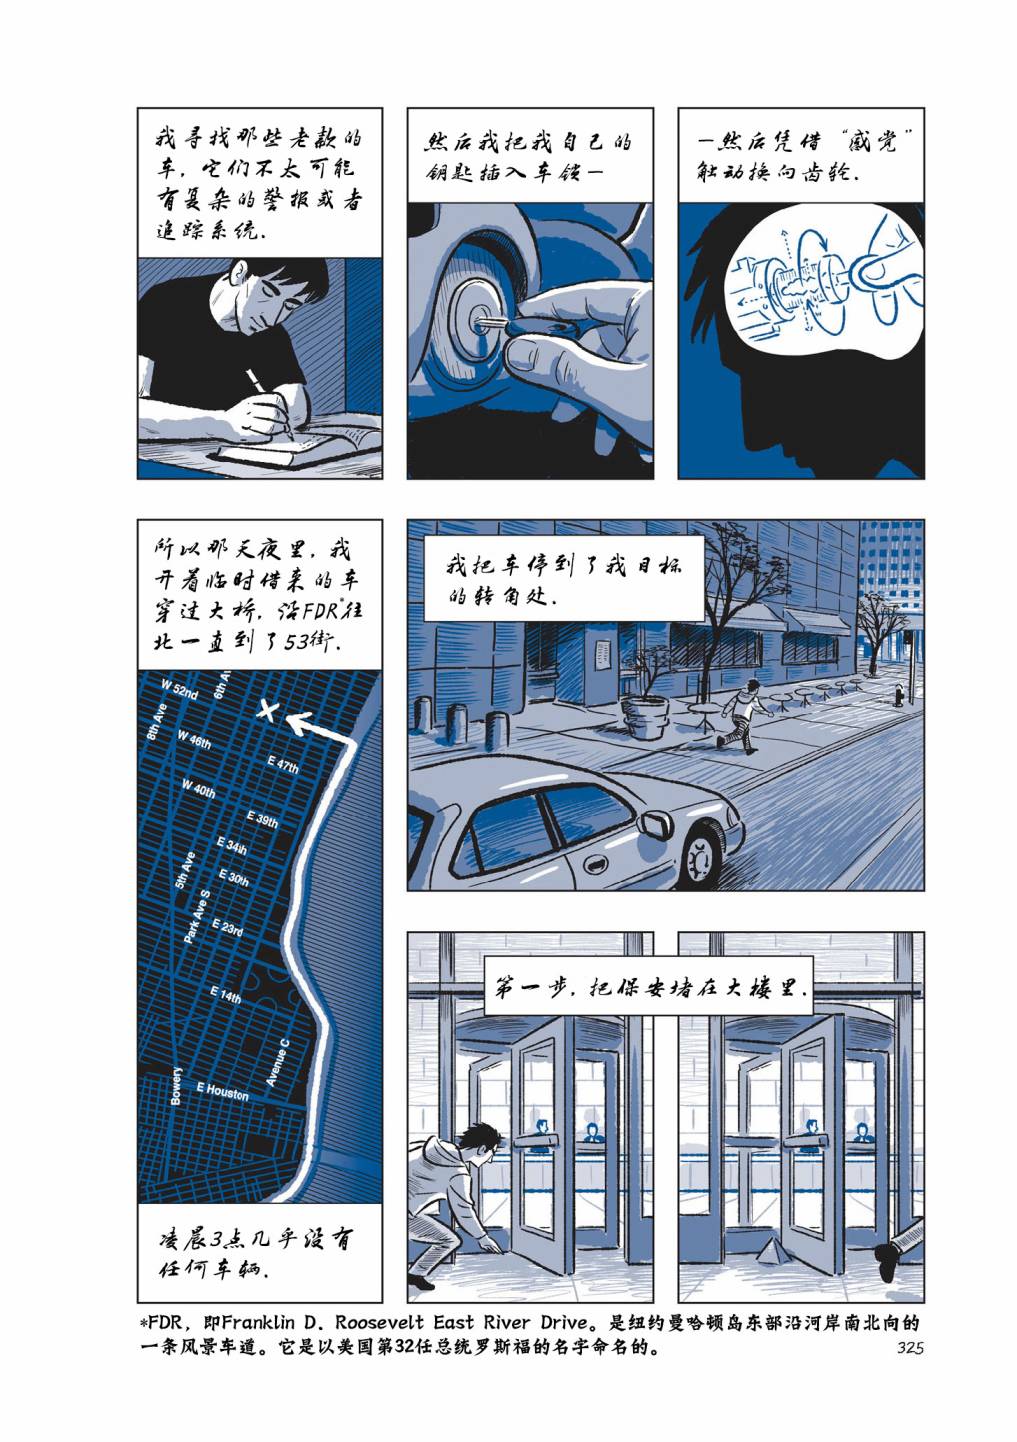 我寻找那些老款的
车，它们不太可能
有复杂的警报或者
追踪系统.
然后我把我自己的
钥匙插入车锁—
—然后凭借“感觉”
触动换向齿轮.
所以那天夜里，我
开着临时借来的车
穿过大桥，沿FDR*往
北一直到了53街.
W 52nd
6th A
8th Ave
W 46th
E 47th
W 40th
E 39th
E 34th
5th Ave
E 30th
Park Ave S
E 23rd
E 14th
Avenue C
Bowery
E Houston
凌晨3点几乎没有
任何车辆.
我把车停到了我目标
的转角处.
第一步，把保安堵在大楼里.
*FDR，即Franklin D. Roosevelt East River Drive。是纽约曼哈顿岛东部沿河岸南北向的
一条风景车道。它是以美国第32任总统罗斯福的名字命名的。
325